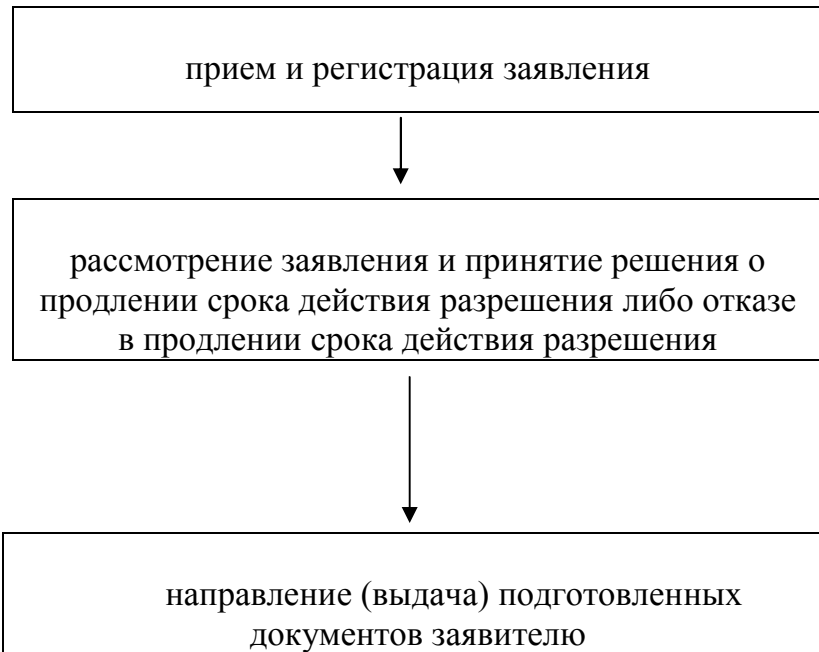 прием и регистрация заявления
рассмотрение заявления и принятие решения о
продлении срока действия разрешения либо отказе
в продлении срока действия разрешения
направление (выдача) подготовленных
документов заявителю